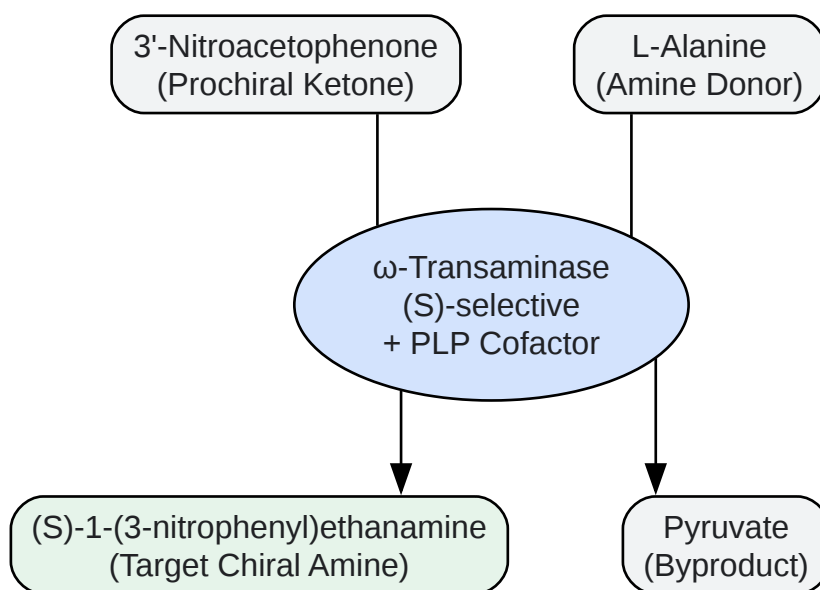 3'-Nitroacetophenone
(Prochiral Ketone)
L-Alanine
(Amine Donor)
ω-Transaminase
(S)-selective
+ PLP Cofactor
(S)-1-(3-nitrophenyl)ethanamine
(Target Chiral Amine)
Pyruvate
(Byproduct)